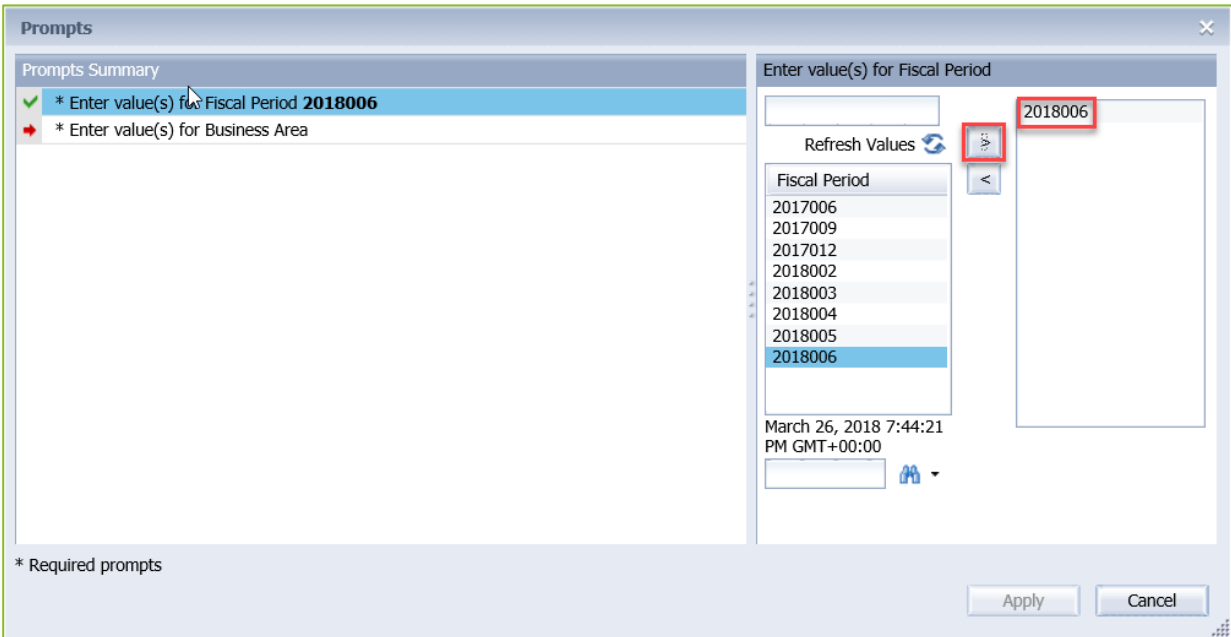 Prompts
Prompts Summary
* Enter value(s) for Fiscal Period 2018006
* Enter value(s) for Business Area
Enter value(s) for Fiscal Period
Refresh Values
>
<
Fiscal Period
2017006
2017009
2017012
2018002
2018003
2018004
2018005
2018006
March 26, 2018 7:44:21
PM GMT+00:00
2018006
* Required prompts
Apply
Cancel